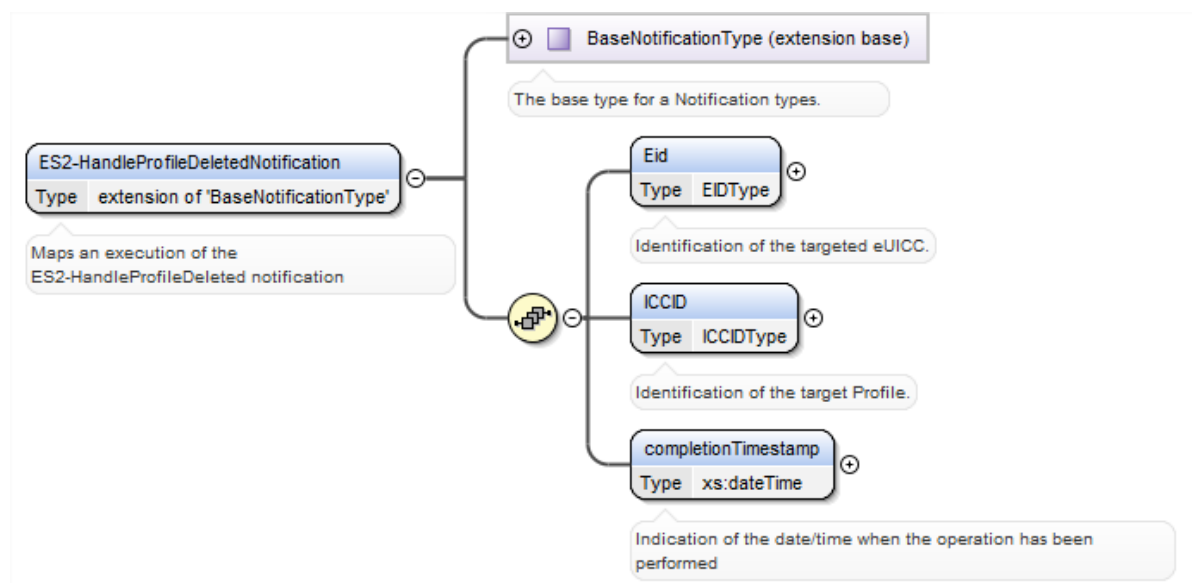 BaseNotificationType (extension base)
The base type for a Notification types.
ES2-HandleProfileDeletedNotification
Type extension of 'BaseNotificationType'
Maps an execution of the
ES2-HandleProfileDeleted notification
Eid
Type EIDType
Identification of the targeted eUICC.
ICCID
Type ICCIDType
Identification of the target Profile.
completionTimestamp
Type xs:dateTime
Indication of the date/time when the operation has been
performed